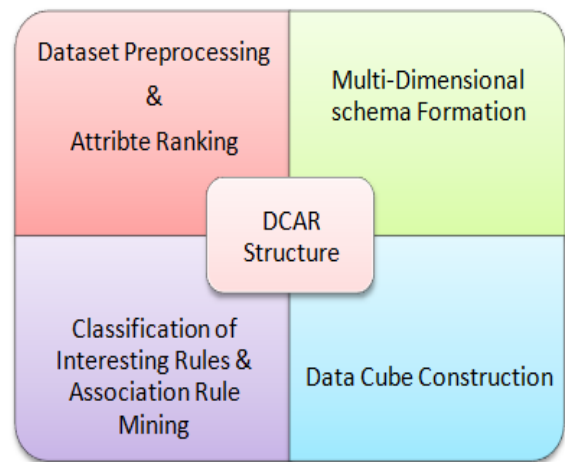 Dataset Preprocessing
&
Attribte Ranking
Multi-Dimensional
schema Formation
DCAR
Structure
Classification of
Interesting Rules &
Association Rule
Mining
Data Cube Construction